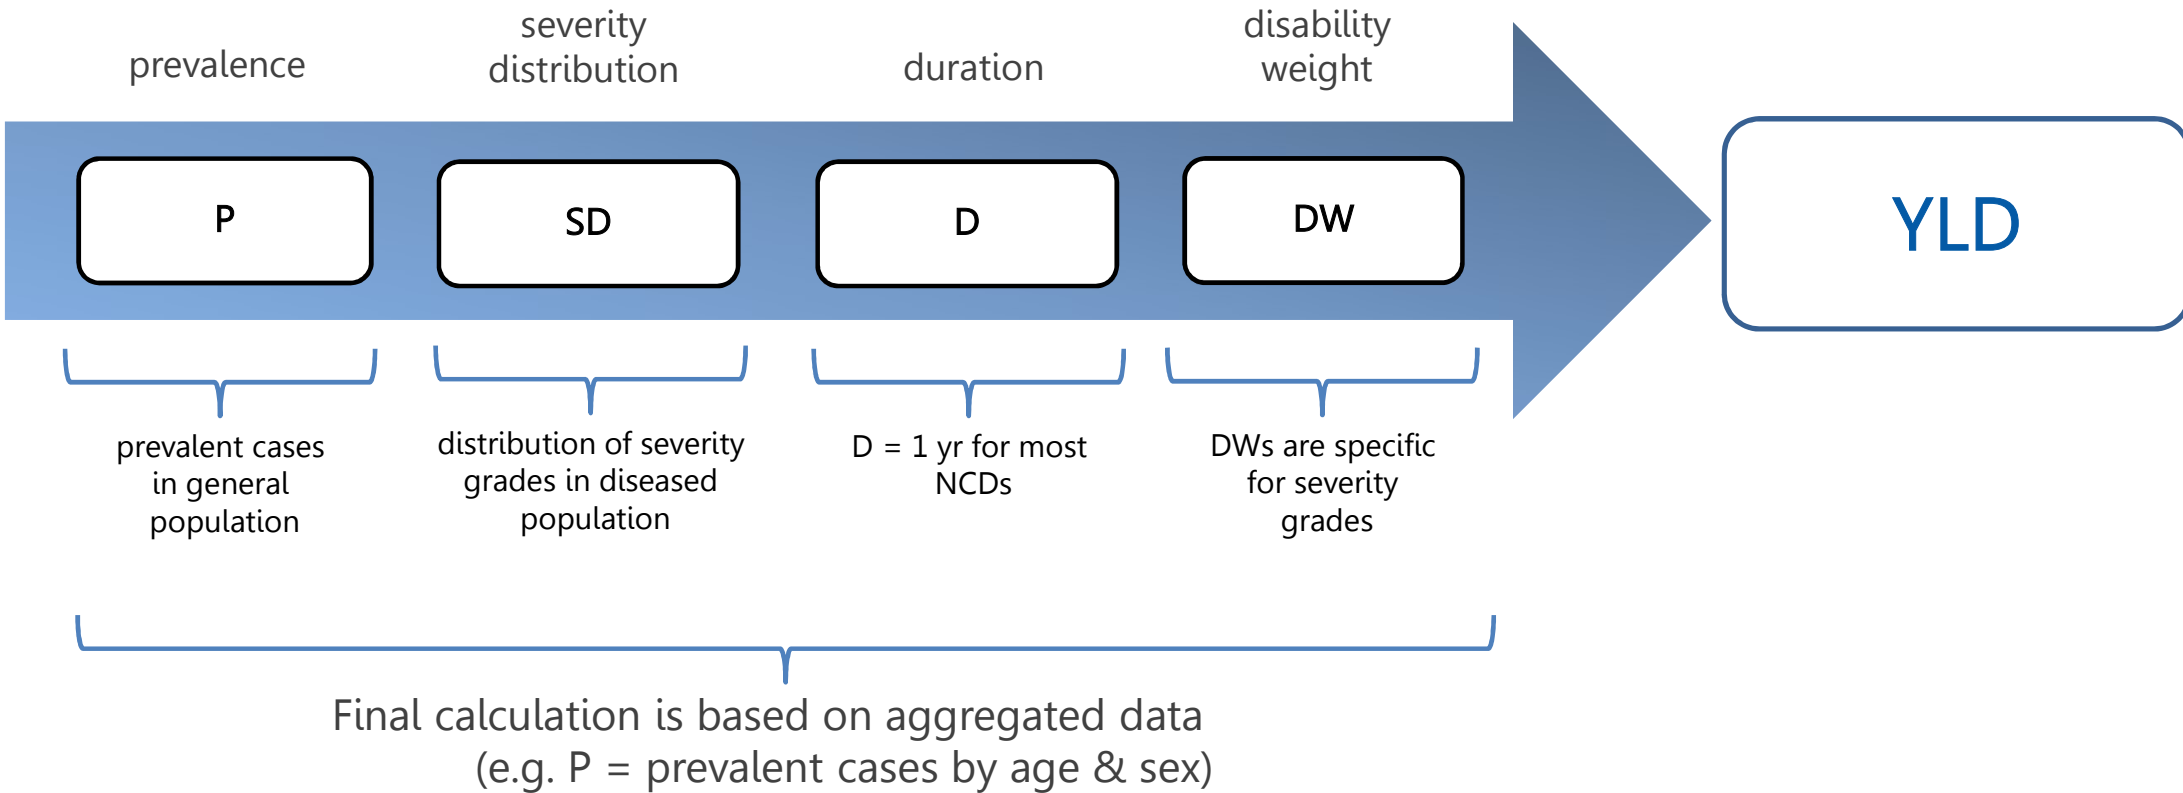 prevalence
severity
distribution
duration
disability
weight
P
SD
D
DW
YLD
prevalent cases
in general
population
distribution of severity
grades in diseased
population
D = 1 yr for most
NCDs
DWs are specific
for severity
grades
Final calculation is based on aggregated data
(e.g. P = prevalent cases by age & sex)